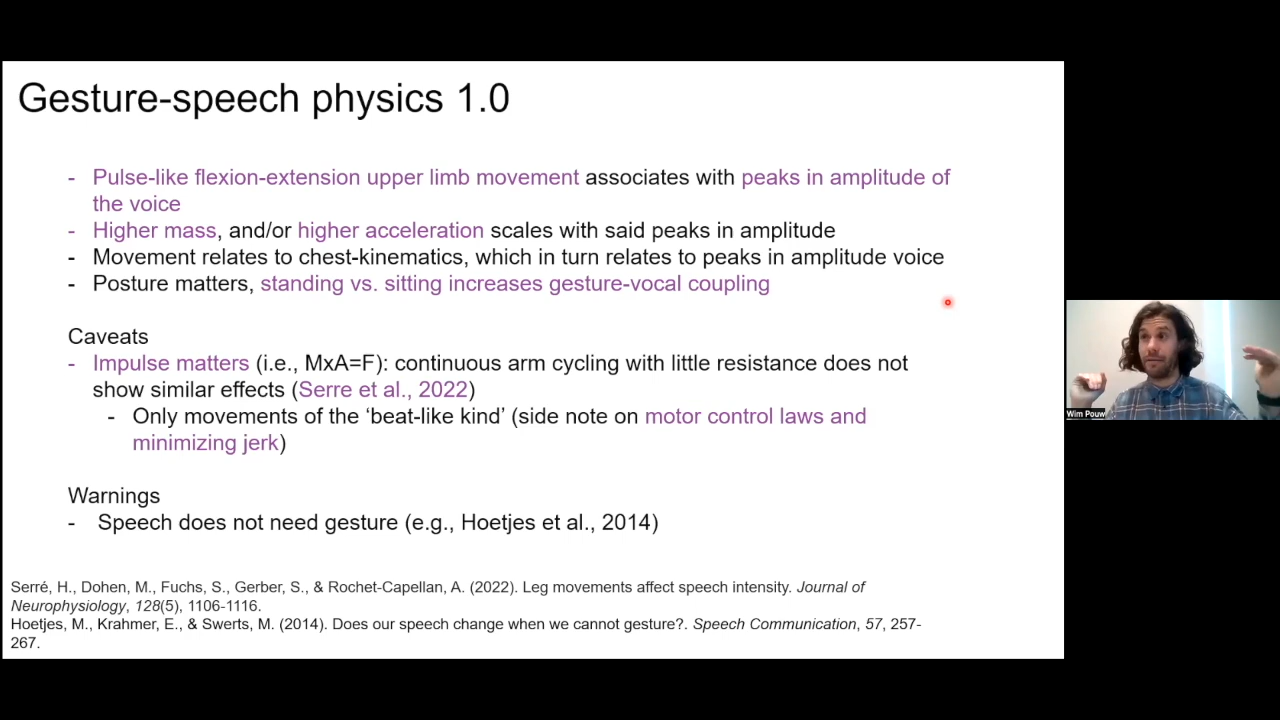 Gesture-speech physics 1.0
- Pulse-like flexion-extension upper limb movement associates with peaks in amplitude of
the voice
- Higher mass, and/or higher acceleration scales with said peaks in amplitude
- Movement relates to chest-kinematics, which in turn relates to peaks in amplitude voice
- Posture matters, standing vs. sitting increases gesture-vocal coupling
Caveats
- Impulse matters (i.e., MxA=F): continuous arm cycling with little resistance does not
show similar effects (Serre et al., 2022)
- Only movements of the ‘beat-like kind’ (side note on motor control laws and
minimizing jerk)
Warnings
- Speech does not need gesture (e.g., Hoetjes et al., 2014)
Serré, H., Dohen, M., Fuchs, S., Gerber, S., & Rochet-Capellan, A. (2022). Leg movements affect speech intensity. Journal of
Neurophysiology, 128(5), 1106-1116.
Hoetjes, M., Krahmer, E., & Swerts, M. (2014). Does our speech change when we cannot gesture?. Speech Communication, 57, 257-
267.
Wim Pouw